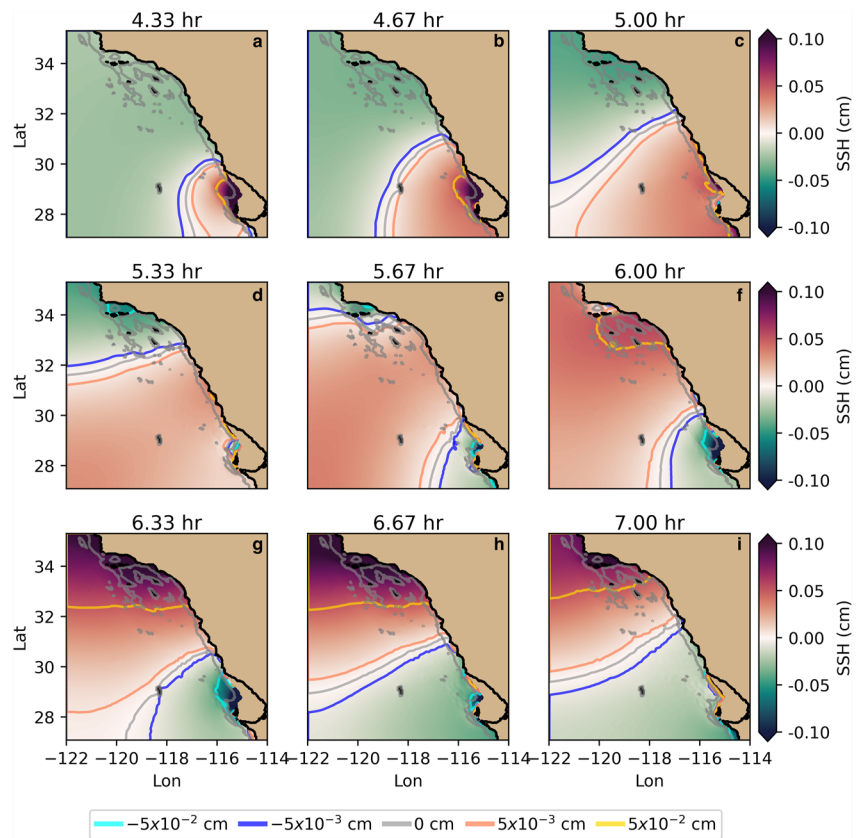 4.33 hr 4.67 hr 5.00 hr
a b c
34
32
30
28
Lat
0.10
0.05
0.00
-0.05
-0.10
SSH (cm)
5.33 hr 5.67 hr 6.00 hr
d e f
34
32
30
28
Lat
0.10
0.05
0.00
-0.05
-0.10
SSH (cm)
6.33 hr 6.67 hr 7.00 hr
g h i
34
32
30
28
Lat
0.10
0.05
0.00
-0.05
-0.10
SSH (cm)
−122 −120 −118 −116 −114 −122 −120 −118 −116 −114 −122 −120 −118 −116 −114
Lon Lon Lon
−5x10⁻² cm −5x10⁻³ cm 0 cm 5x10⁻³ cm 5x10⁻² cm